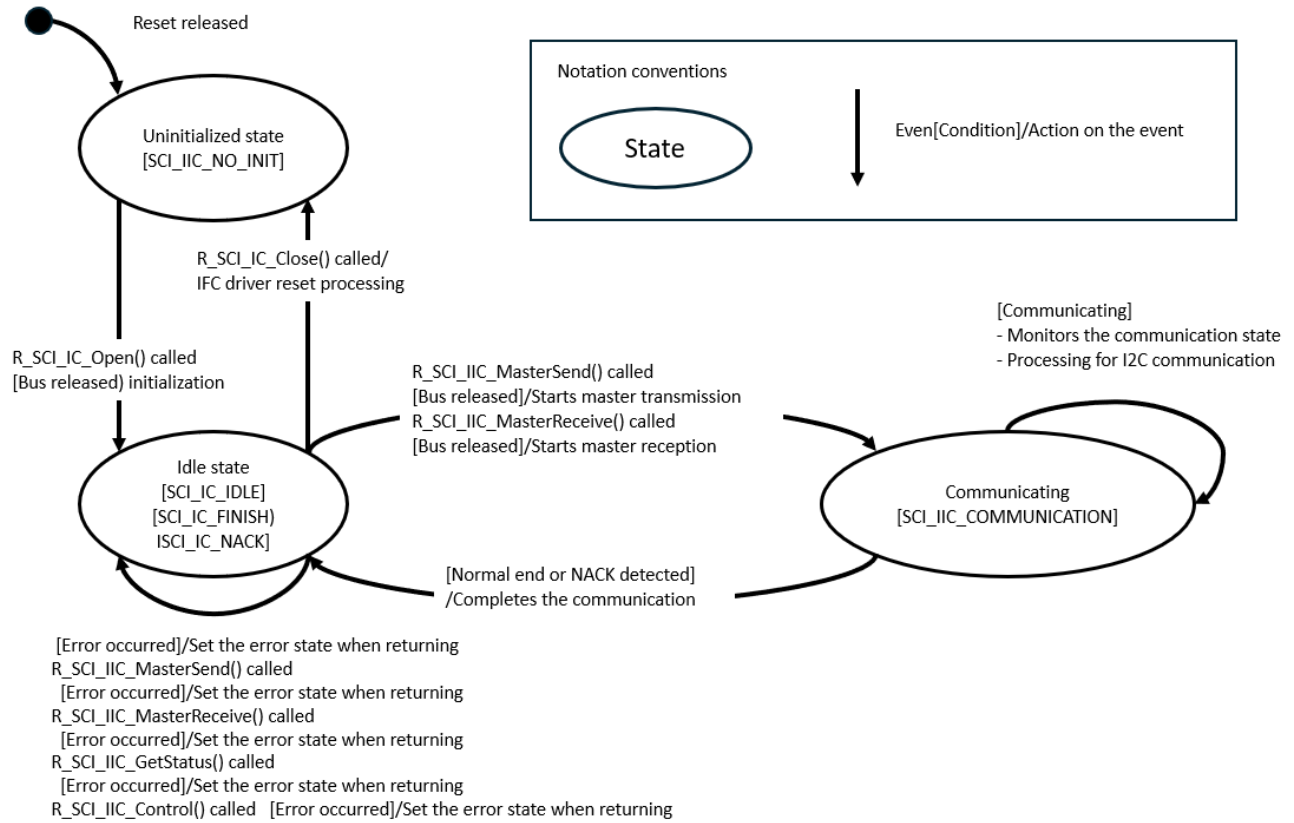 Reset released
Notation conventions
State
Even[Condition]/Action on the event
Uninitialized state
[SCI_IIC_NO_INIT]
R_SCI_IC_Close() called/
IFC driver reset processing
R_SCI_IC_Open() called
[Bus released) initialization
R_SCI_IIC_MasterSend() called
[Bus released]/Starts master transmission
R_SCI_IIC_MasterReceive() called
[Bus released]/Starts master reception
[Communicating]
- Monitors the communication state
- Processing for I2C communication
Idle state
[SCI_IC_IDLE]
[SCI_IC_FINISH)
ISCI_IC_NACK]
Communicating
[SCI_IIC_COMMUNICATION]
[Normal end or NACK detected]
/Completes the communication
[Error occurred]/Set the error state when returning
R_SCI_IIC_MasterSend() called
[Error occurred]/Set the error state when returning
R_SCI_IIC_MasterReceive() called
[Error occurred]/Set the error state when returning
R_SCI_IIC_GetStatus() called
[Error occurred]/Set the error state when returning
R_SCI_IIC_Control() called [Error occurred]/Set the error state when returning